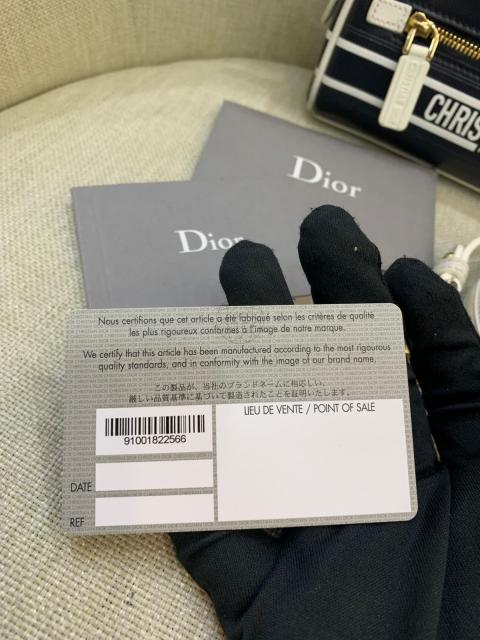 CHRIS
Dior
Dior
Nous certifions que cet article a été fabriqué selon les critères de qualité
les plus rigoureux conformes à l'image de notre marque.
We certify that this article has been manufactured according to the most rigourous
quality standards, and in conformity with the image of our brand name.
この製品が、当社のブランドネームに相応しい、
厳しい品質基準に基づいて製造されたことを証明いたします。
LIEU DE VENTE / POINT OF SALE
91001822566
DATE
REF